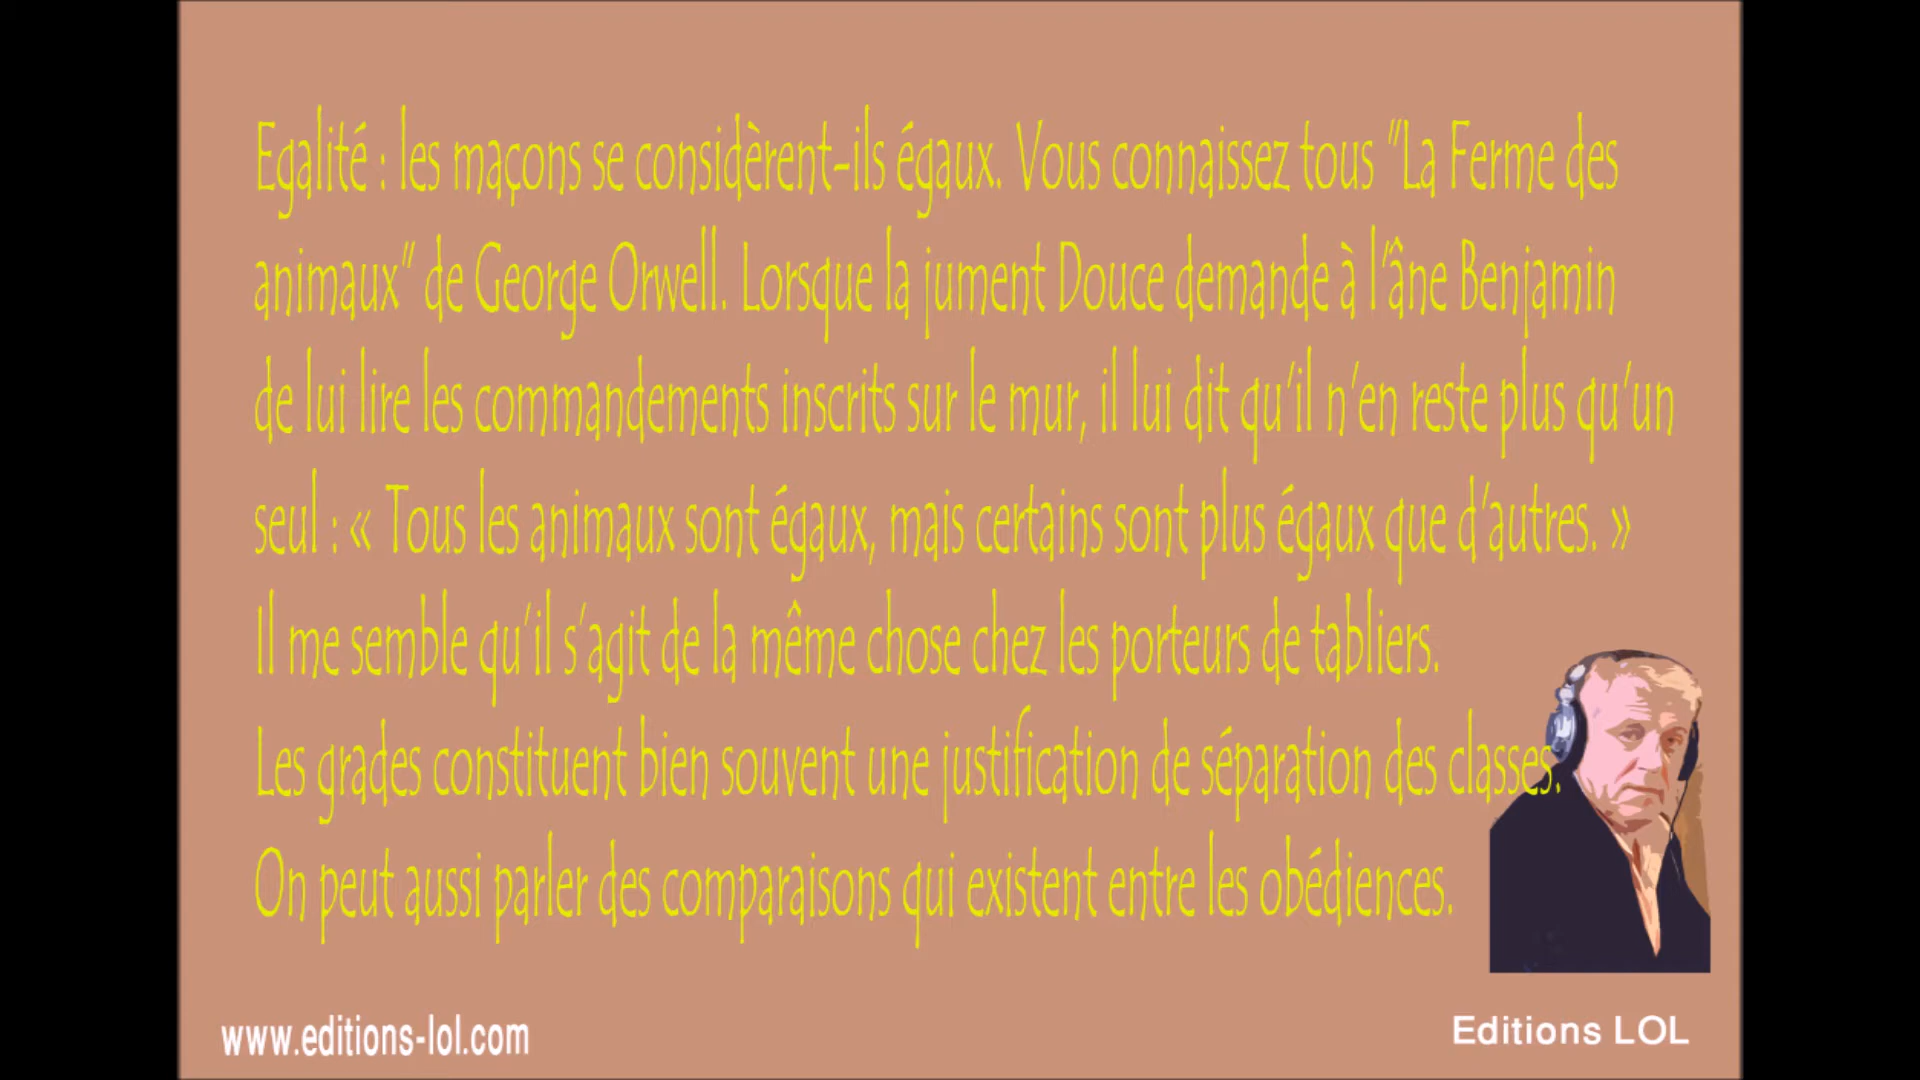 Egalité : les maçons se considèrent-ils égaux. Vous connaissez tous "La Ferme des
animaux" de George Orwell. Lorsque la jument Douce demande à l'âne Benjamin
de lui lire les commandements inscrits sur le mur, il lui dit qu'il n'en reste plus qu'un
seul : « Tous les animaux sont égaux, mais certains sont plus égaux que d'autres. »
Il me semble qu'il s'agit de la même chose chez les porteurs de tabliers.
Les grades constituent bien souvent une justification de séparation des classes.
On peut aussi parler des comparaisons qui existent entre les obédiences.
www.editions-lol.com
Editions LOL